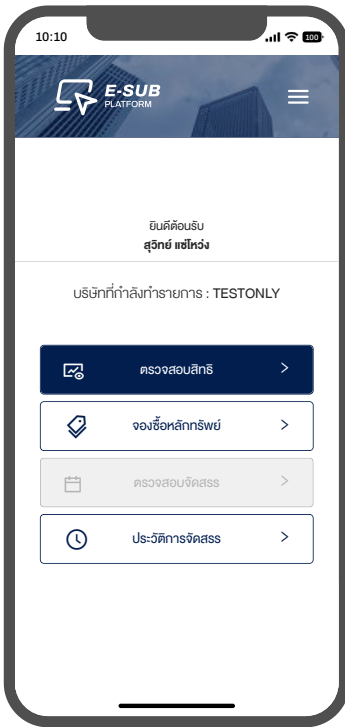 10:10
100
E-SUB
PLATFORM
ยินดีต้อนรับ
สุวิทย์ แซ่โหว่ง
บริษัทที่กำลังทำรายการ : TESTONLY
ตรวจสอบสิทธิ
จองซื้อหลักทรัพย์
ตรวจสอบจัดสรร
ประวัติการจัดสรร